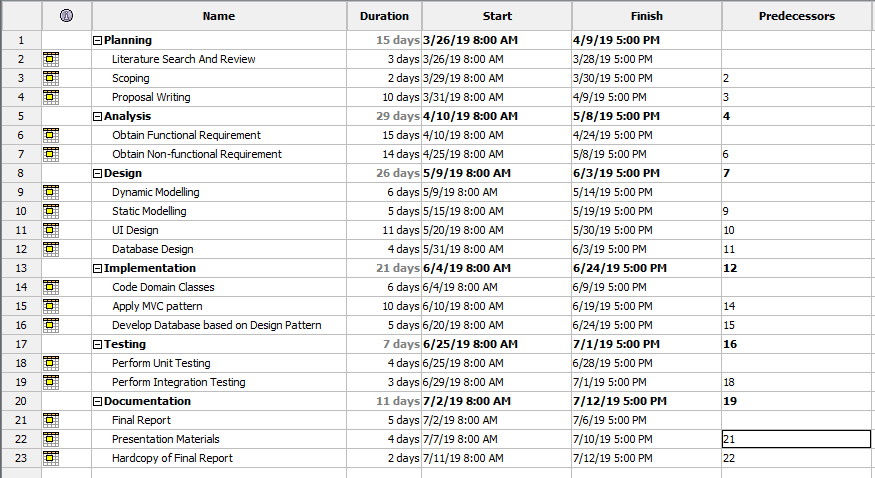 Name Duration Start Finish Predecessors
1 Planning 15 days 3/26/19 8:00 AM 4/9/19 5:00 PM
2 Literature Search And Review 3 days 3/26/19 8:00 AM 3/28/19 5:00 PM
3 Scoping 2 days 3/29/19 8:00 AM 3/30/19 5:00 PM 2
4 Proposal Writing 10 days 3/31/19 8:00 AM 4/9/19 5:00 PM 3
5 Analysis 29 days 4/10/19 8:00 AM 5/8/19 5:00 PM 4
6 Obtain Functional Requirement 15 days 4/10/19 8:00 AM 4/24/19 5:00 PM
7 Obtain Non-functional Requirement 14 days 4/25/19 8:00 AM 5/8/19 5:00 PM 6
8 Design 26 days 5/9/19 8:00 AM 6/3/19 5:00 PM 7
9 Dynamic Modelling 6 days 5/9/19 8:00 AM 5/14/19 5:00 PM
10 Static Modelling 5 days 5/15/19 8:00 AM 5/19/19 5:00 PM 9
11 UI Design 11 days 5/20/19 8:00 AM 5/30/19 5:00 PM 10
12 Database Design 4 days 5/31/19 8:00 AM 6/3/19 5:00 PM 11
13 Implementation 21 days 6/4/19 8:00 AM 6/24/19 5:00 PM 12
14 Code Domain Classes 6 days 6/4/19 8:00 AM 6/9/19 5:00 PM
15 Apply MVC pattern 10 days 6/10/19 8:00 AM 6/19/19 5:00 PM 14
16 Develop Database based on Design Pattern 5 days 6/20/19 8:00 AM 6/24/19 5:00 PM 15
17 Testing 7 days 6/25/19 8:00 AM 7/1/19 5:00 PM 16
18 Perform Unit Testing 4 days 6/25/19 8:00 AM 6/28/19 5:00 PM
19 Perform Integration Testing 3 days 6/29/19 8:00 AM 7/1/19 5:00 PM 18
20 Documentation 11 days 7/2/19 8:00 AM 7/12/19 5:00 PM 19
21 Final Report 5 days 7/2/19 8:00 AM 7/6/19 5:00 PM
22 Presentation Materials 4 days 7/7/19 8:00 AM 7/10/19 5:00 PM 21
23 Hardcopy of Final Report 2 days 7/11/19 8:00 AM 7/12/19 5:00 PM 22